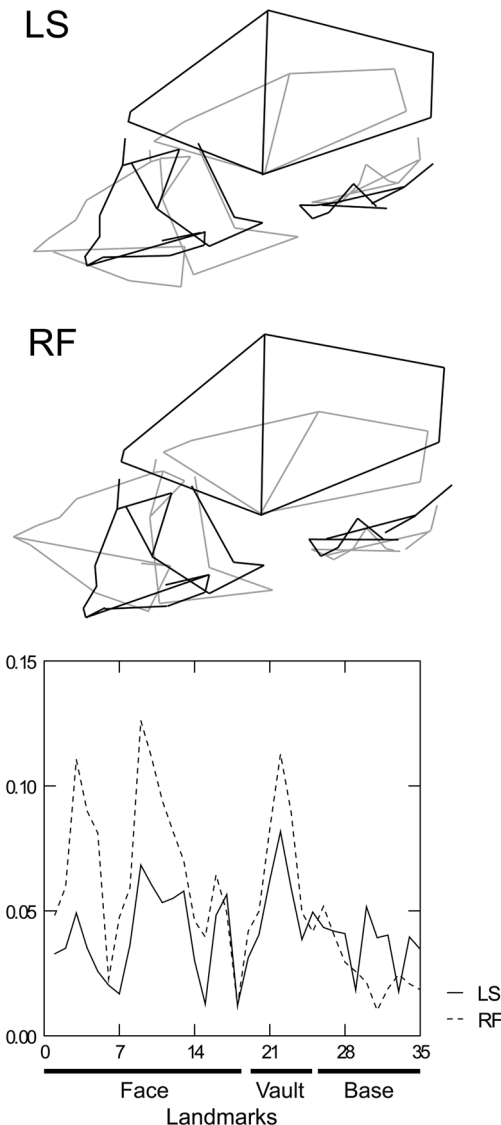 LS
RF
0.15
0.10
0.05
0.00
0 7 14 21 28 35
LS
RF
Face Vault Base
Landmarks